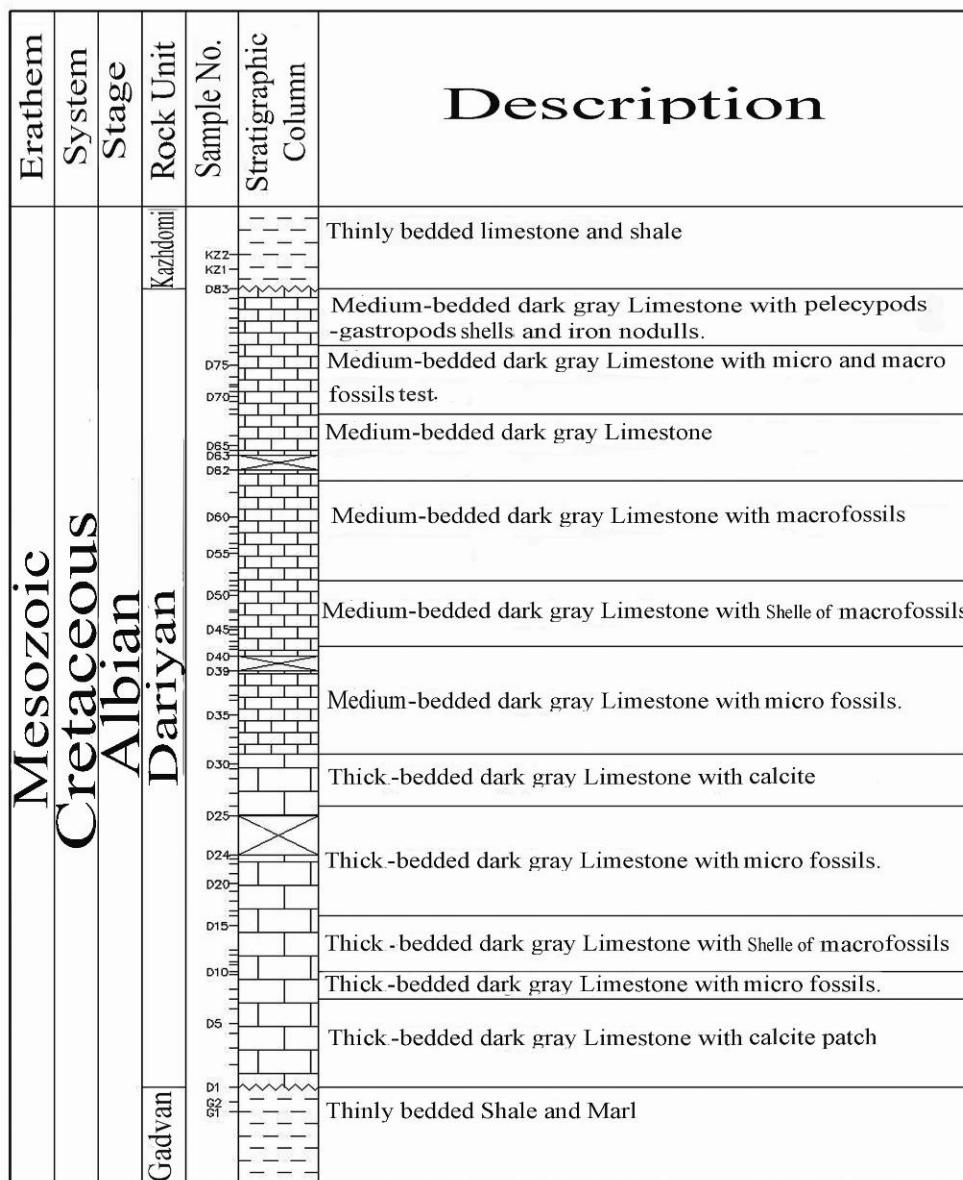 Erathem
System
Stage
Rock Unit
Sample No.
Stratigraphic
Column
Description
Mesozoic
Cretaceous
Albian
Kazhdomi
Dariyan
Gadvan
KZ2
KZ1
D83
D75
D70
D65
D63
D62
D60
D55
D50
D45
D40
D39
D35
D30
D25
D24
D20
D15
D10
D5
D1
G2
G1
Thinly bedded limestone and shale
Medium-bedded dark gray Limestone with pelecypods
-gastropods shells and iron nodulls.
Medium-bedded dark gray Limestone with micro and macro
fossils test.
Medium-bedded dark gray Limestone
Medium-bedded dark gray Limestone with macrofossils
Medium-bedded dark gray Limestone with Shelle of macrofossils
Medium-bedded dark gray Limestone with micro fossils.
Thick-bedded dark gray Limestone with calcite
Thick-bedded dark gray Limestone with micro fossils.
Thick-bedded dark gray Limestone with Shelle of macrofossils
Thick-bedded dark gray Limestone with micro fossils.
Thick-bedded dark gray Limestone with calcite patch
Thinly bedded Shale and Marl